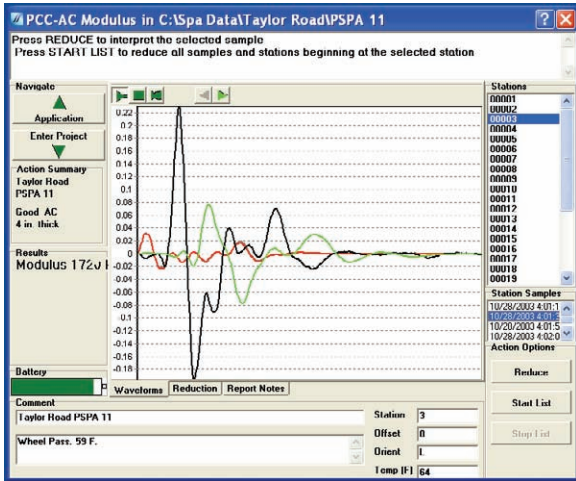 PCC-AC Modulus in C:\Spa Data\Taylor Road\PSPA 11
Press REDUCE to interpret the selected sample
Press START LIST to reduce all samples and stations beginning at the selected station
Navigate
Application
Enter Project
Action Summary
Taylor Road
PSPA 11
Good AC
4 in. thick
Results
Modulus
Battery
0.22
0.2
0.18
0.16
0.14
0.12
0.1
0.08
0.06
0.04
0.02
0.00
-0.02
-0.04
-0.06
-0.08
-0.1
-0.12
-0.14
-0.16
-0.18
Waveforms
Reduction
Report Notes
Stations
00001
00002
00003
00004
00005
00006
00007
00008
00009
00010
00011
00012
00013
00014
00015
00016
00017
00018
00019
Station Samples
10/28/2003 4:01:1
10/28/2003 4:01:3
10/28/2003 4:01:5
10/28/2003 4:02:0
Action Options
Reduce
Start List
Stop List
Comment
Taylor Road PSPA 11
Wheel Pass. 59 F.
Station 3
Offset 0
Orient L
Temp (F) 64